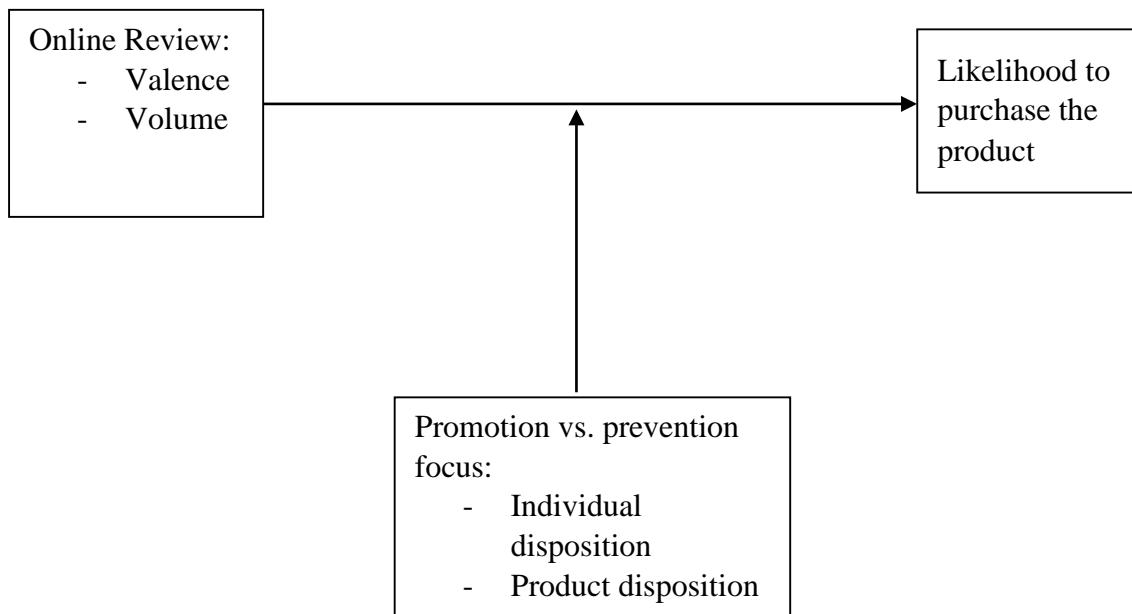 Online Review:
- Valence
- Volume
Likelihood to
purchase the
product
Promotion vs. prevention
focus:
- Individual
disposition
- Product disposition